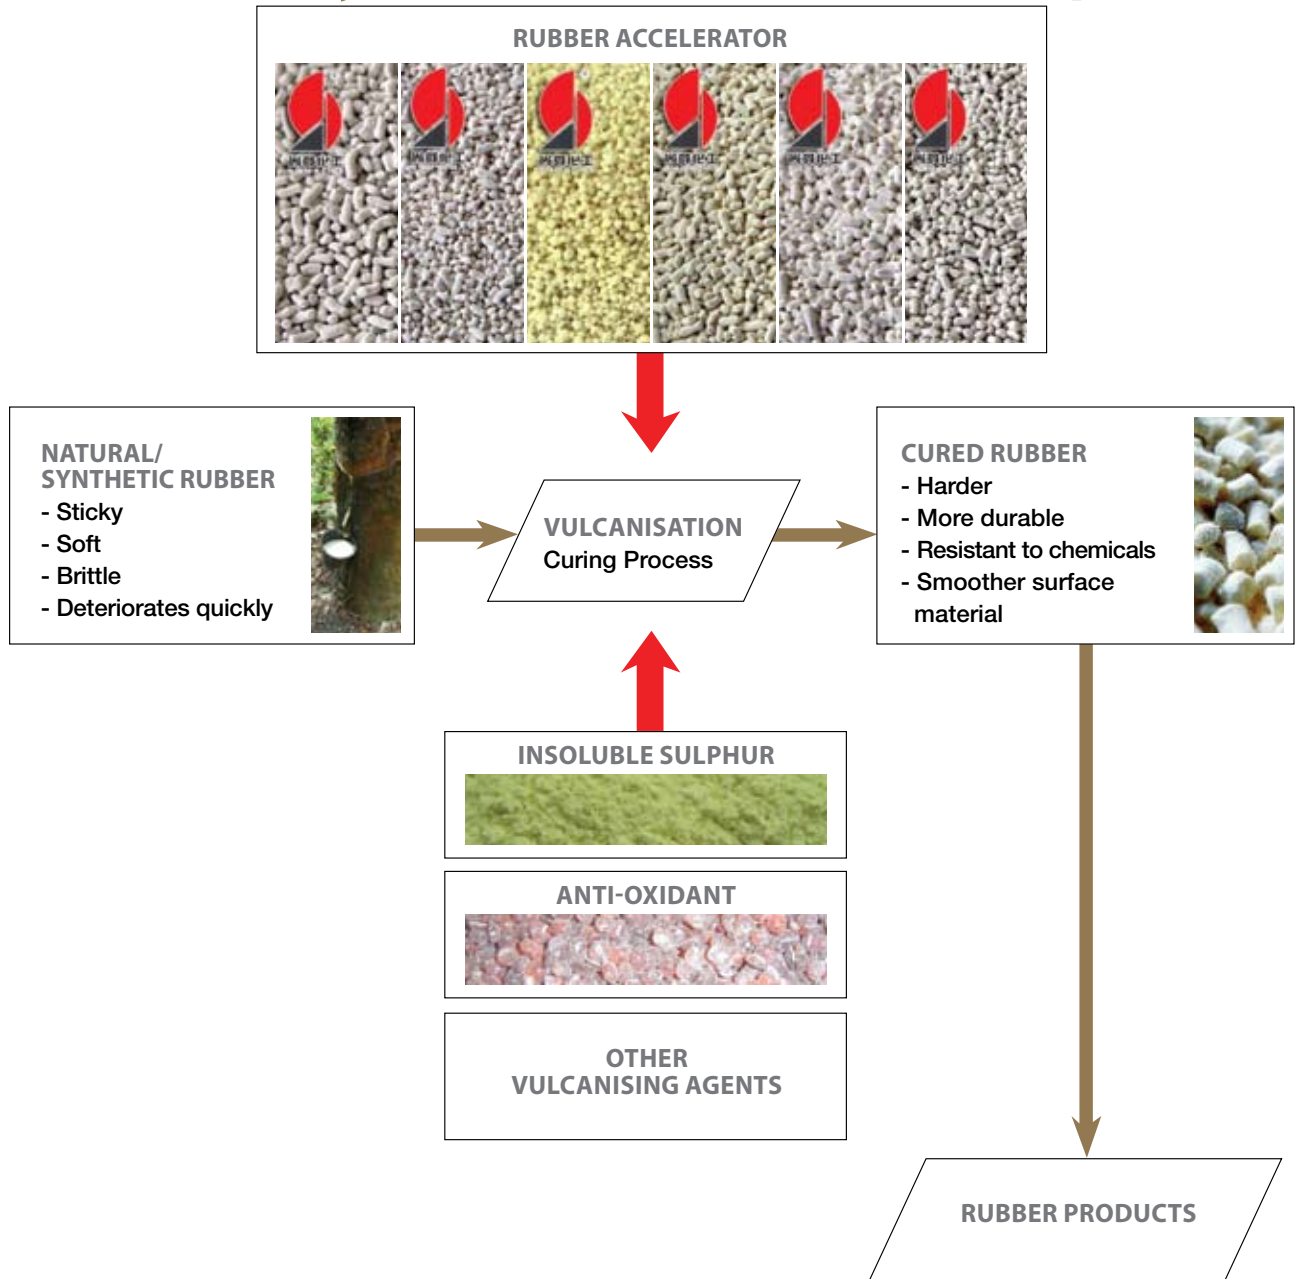 RUBBER ACCELERATOR
NATURAL/
SYNTHETIC RUBBER
- Sticky
- Soft
- Brittle
- Deteriorates quickly
VULCANISATION
Curing Process
CURED RUBBER
- Harder
- More durable
- Resistant to chemicals
- Smoother surface
material
INSOLUBLE SULPHUR
ANTI-OXIDANT
OTHER
VULCANISING AGENTS
RUBBER PRODUCTS